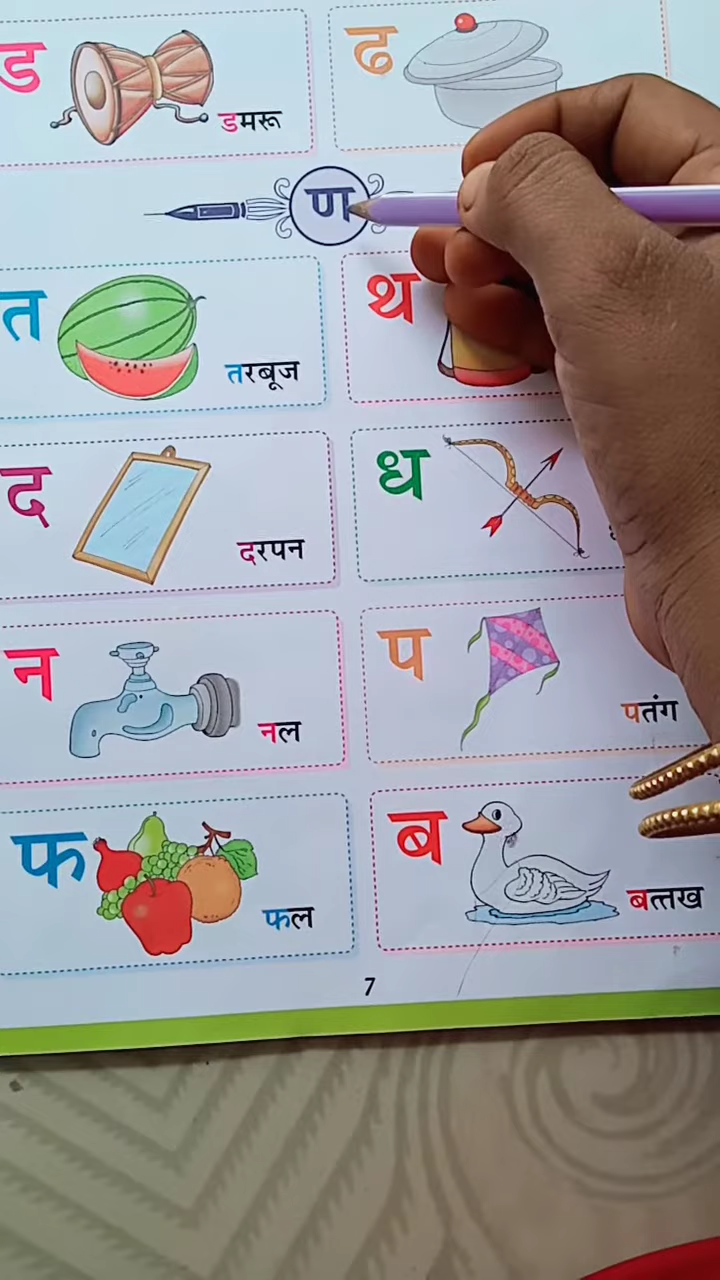 ड डमरू
ढ
ण
त तरबूज
थ
द दरपन
ध
न नल
प पतंग
फ फल
ब बत्तख
7